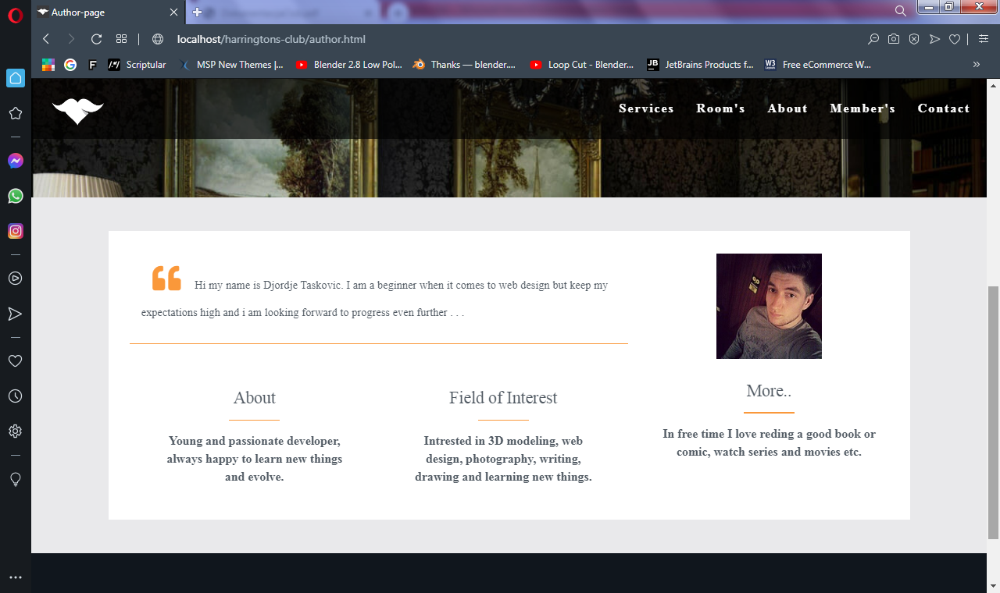 Author-page
localhost/harringtons-club/author.html
F
Scriptular
MSP New Themes |...
Blender 2.8 Low Pol...
Thanks — blender....
Loop Cut - Blender...
JB
JetBrains Products f...
W3
Free eCommerce W...
Services Room's About Member's Contact
Hi my name is Djordje Taskovic. I am a beginner when it comes to web design but keep my
expectations high and i am looking forward to progress even further . . .
About
Young and passionate developer,
always happy to learn new things
and evolve.
Field of Interest
Intrested in 3D modeling, web
design, photography, writing,
drawing and learning new things.
More..
In free time I love reding a good book or
comic, watch series and movies etc.